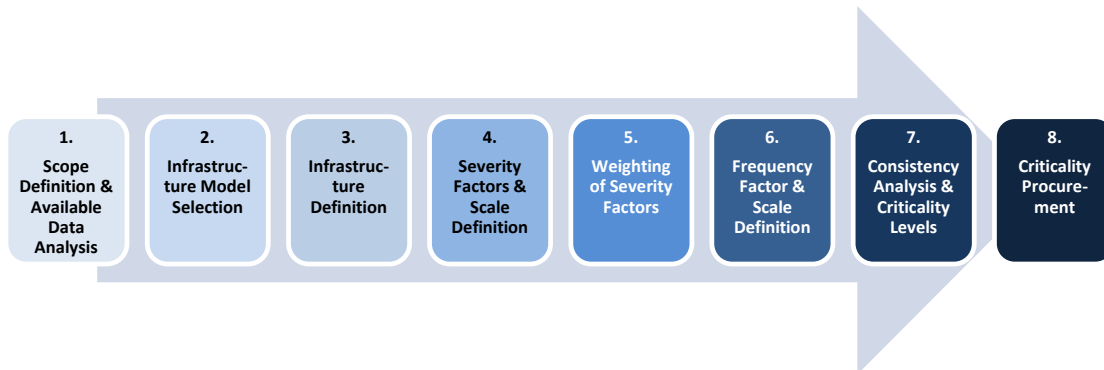 1.
Scope
Definition &
Available
Data
Analysis
2.
Infrastruc-
ture Model
Selection
3.
Infrastruc-
ture
Definition
4.
Severity
Factors &
Scale
Definition
5.
Weighting
of Severity
Factors
6.
Frequency
Factor &
Scale
Definition
7.
Consistency
Analysis &
Criticality
Levels
8.
Criticality
Procure-
ment